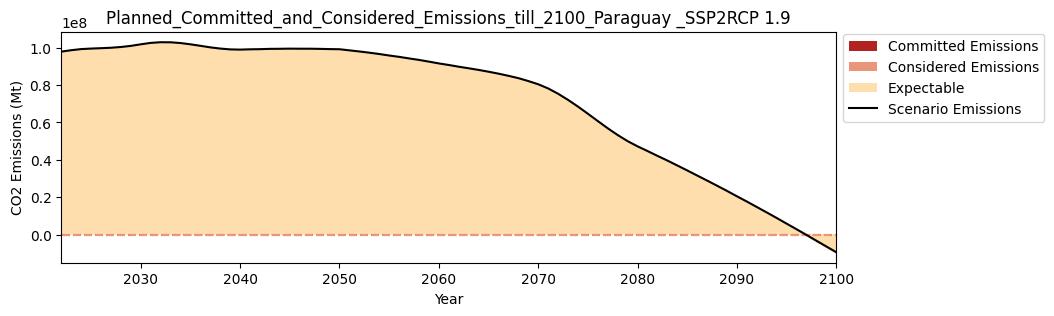 Planned_Committed_and_Considered_Emissions_till_2100_Paraguay _SSP2RCP 1.9
1e8
1.0
0.8
0.6
0.4
0.2
0.0
CO2 Emissions (Mt)
2030 2040 2050 2060 2070 2080 2090 2100
Year
Committed Emissions
Considered Emissions
Expectable
Scenario Emissions